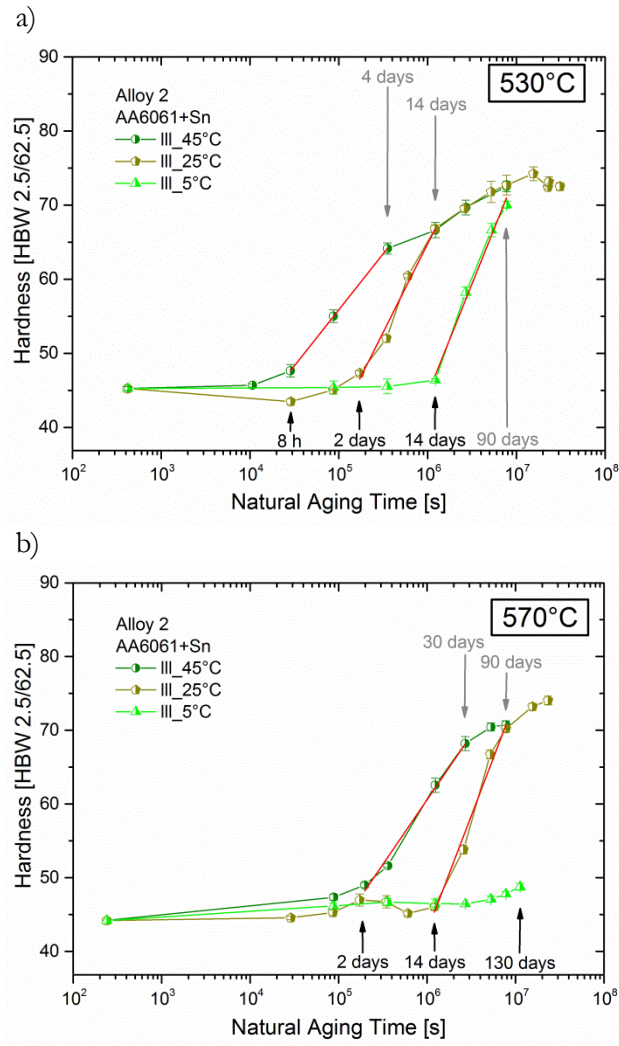 a)
90
80
70
60
50
40
Hardness [HBW 2.5/62.5]
530°C
4 days
14 days
Alloy 2
AA6061+Sn
III_45°C
III_25°C
III_5°C
8 h
2 days
14 days
90 days
10²
10³
10⁴
10⁵
10⁶
10⁷
10⁸
Natural Aging Time [s]
b)
90
80
70
60
50
40
Hardness [HBW 2.5/62.5]
570°C
30 days
90 days
Alloy 2
AA6061+Sn
III_45°C
III_25°C
III_5°C
2 days
14 days
130 days
10²
10³
10⁴
10⁵
10⁶
10⁷
10⁸
Natural Aging Time [s]